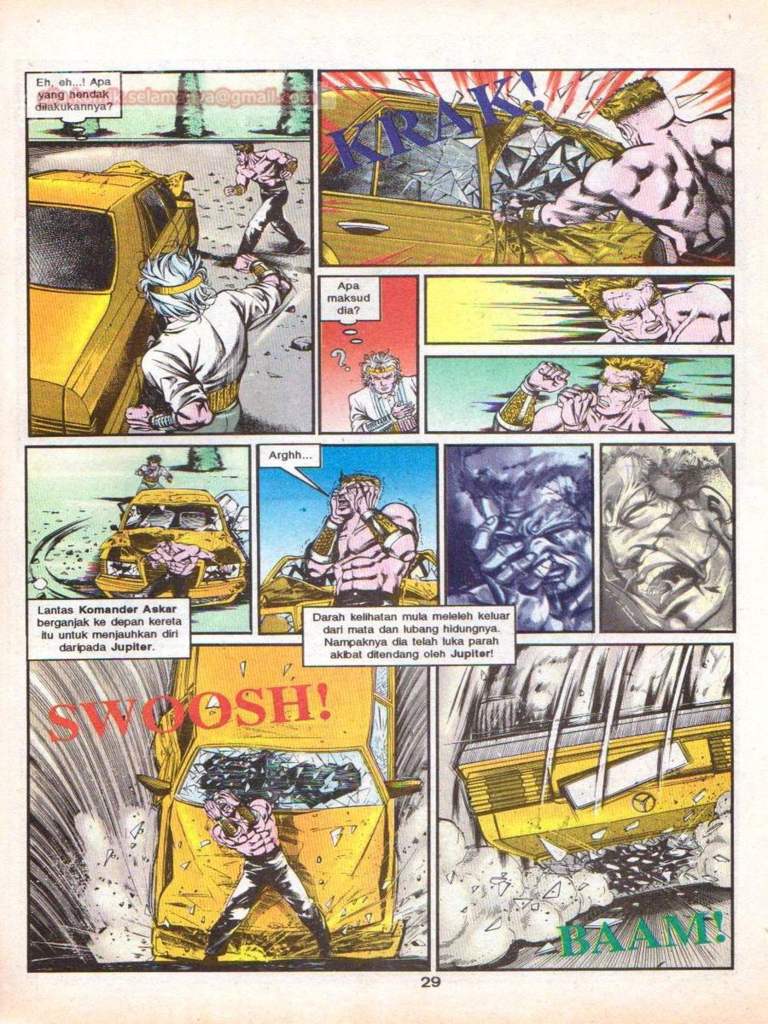 Eh, eh...! Apa
yang hendak
dilakukannya?
KRAK!
Apa
maksud
dia?
?
?
Arghh...
Lantas Komander Askar
berganjak ke depan kereta
itu untuk menjauhkan diri
daripada Jupiter.
Darah kelihatan mula meleleh keluar
dari mata dan lubang hidungnya.
Nampaknya dia telah luka parah
akibat ditendang oleh Jupiter!
SWOOSH!
BAAM!
29